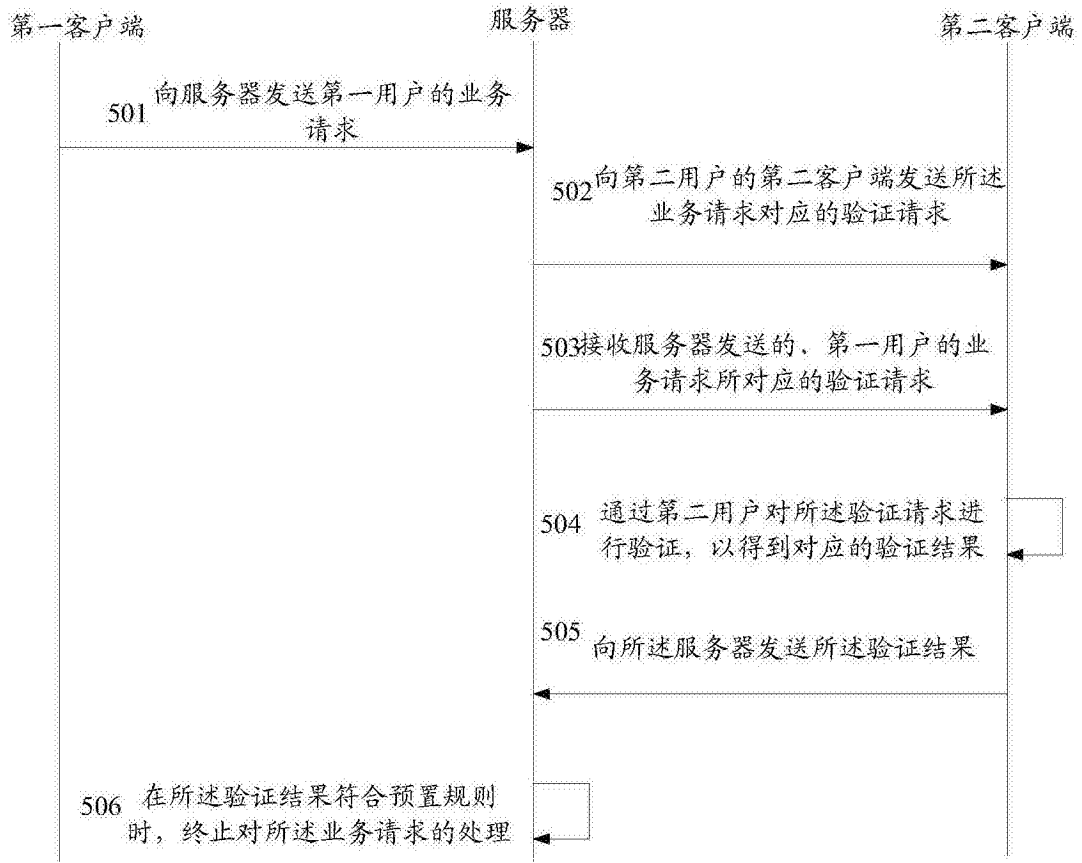 第一客户端
服务器
第二客户端
501 向服务器发送第一用户的业务
请求
502 向第二用户的第二客户端发送所述
业务请求对应的验证请求
503 接收服务器发送的、第一用户的业
务请求所对应的验证请求
504 通过第二用户对所述验证请求进
行验证，以得到对应的验证结果
505
向所述服务器发送所述验证结果
506 在所述验证结果符合预置规则
时，终止对所述业务请求的处理